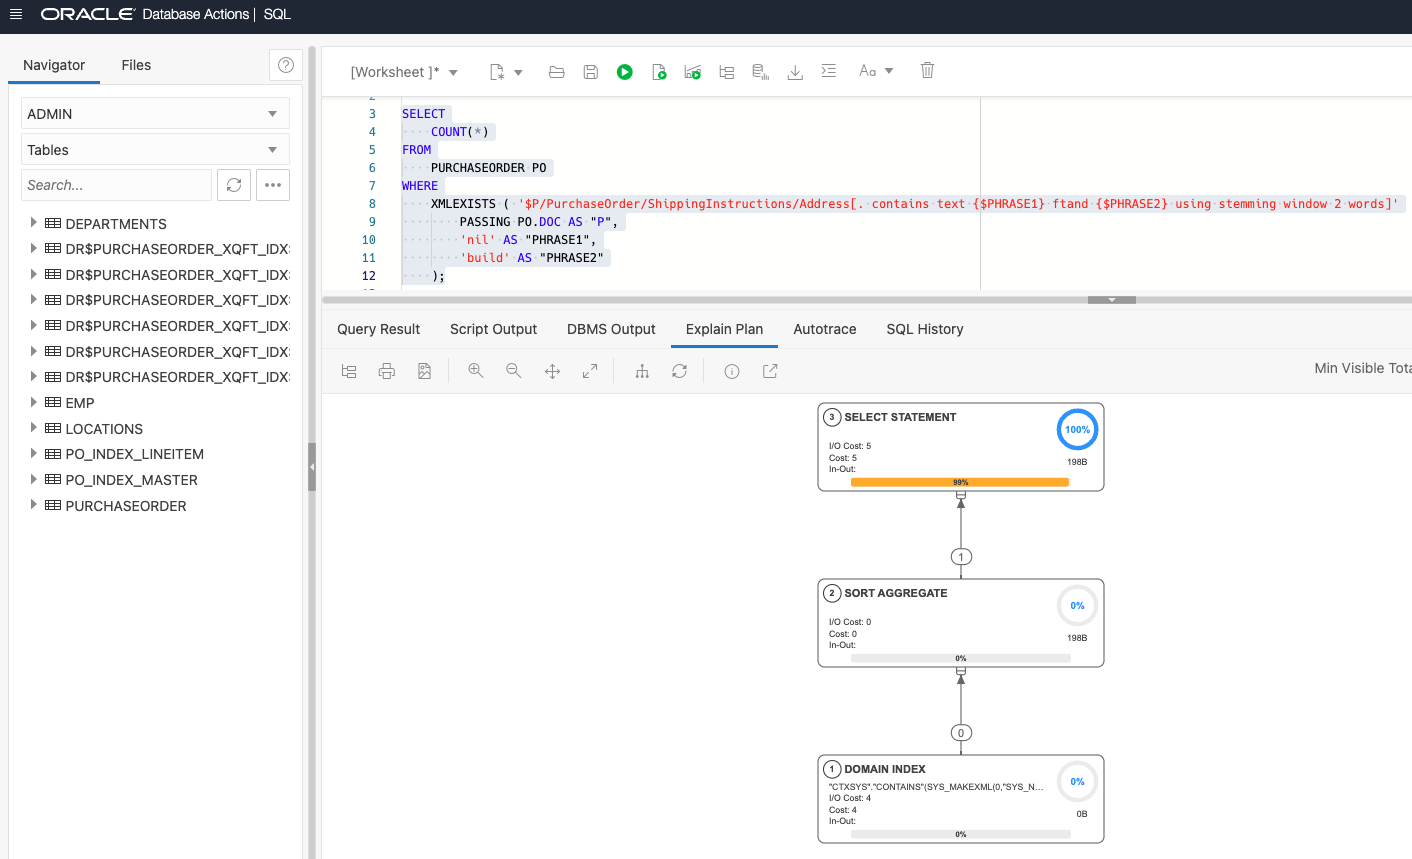 ORACLE Database Actions | SQL
Navigator
Files
ADMIN
Tables
Search...
DEPARTMENTS
DR$PURCHASEORDER_XQFT_IDX
DR$PURCHASEORDER_XQFT_IDX
DR$PURCHASEORDER_XQFT_IDX
DR$PURCHASEORDER_XQFT_IDX
DR$PURCHASEORDER_XQFT_IDX
DR$PURCHASEORDER_XQFT_IDX
EMP
LOCATIONS
PO_INDEX_LINEITEM
PO_INDEX_MASTER
PURCHASEORDER
[Worksheet ]*
Aa
3 SELECT
4 COUNT(*)
5 FROM
6 PURCHASEORDER PO
7 WHERE
8 XMLEXISTS ( '$P/PurchaseOrder/ShippingInstructions/Address[. contains text {$PHRASE1} ftand {$PHRASE2} using stemming window 2 words]'
9 PASSING PO.DOC AS "P",
10 'nil' AS "PHRASE1",
11 'build' AS "PHRASE2"
12 );
Query Result
Script Output
DBMS Output
Explain Plan
Autotrace
SQL History
Min Visible Tota
3 SELECT STATEMENT
100%
I/O Cost: 5
Cost: 5
198B
In-Out:
99%
1
2 SORT AGGREGATE
0%
I/O Cost: 0
Cost: 0
198B
In-Out:
0%
0
1 DOMAIN INDEX
0%
"CTXSYS"."CONTAINS"(SYS_MAKEXML(0,"SYS_N...
I/O Cost: 4
Cost: 4
0B
In-Out:
0%